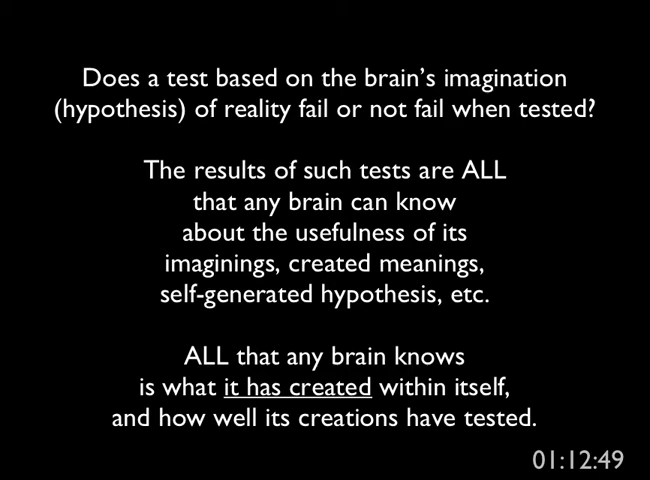 Does a test based on the brain's imagination
(hypothesis) of reality fail or not fail when tested?
The results of such tests are ALL
that any brain can know
about the usefulness of its
imaginings, created meanings,
self-generated hypothesis, etc.
ALL that any brain knows
is what it has created within itself,
and how well its creations have tested.
01:12:49